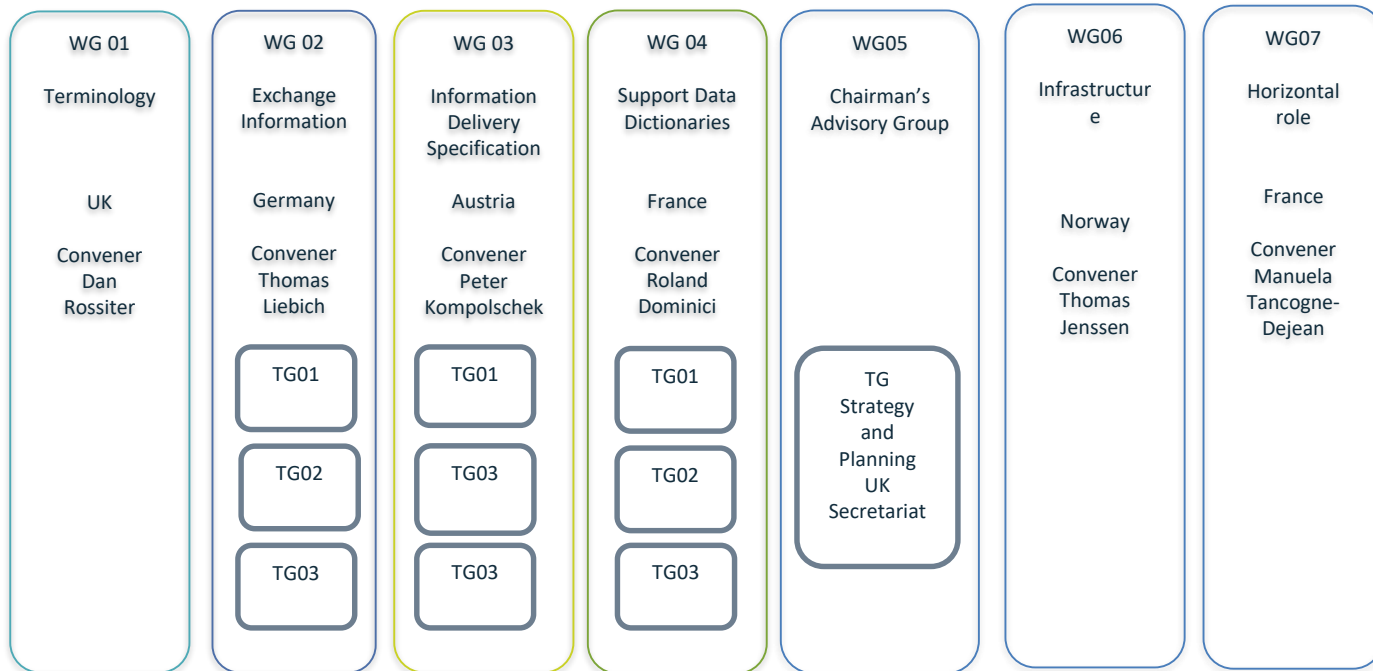 WG 01
Terminology
UK
Convener
Dan
Rossiter
WG 02
Exchange
Information
Germany
Convener
Thomas
Liebich
TG01
TG02
TG03
WG 03
Information
Delivery
Specification
Austria
Convener
Peter
Kompolschek
TG01
TG03
TG03
WG 04
Support Data
Dictionaries
France
Convener
Roland
Dominici
TG01
TG02
TG03
WG05
Chairman’s
Advisory Group
TG
Strategy
and
Planning
UK
Secretariat
WG06
Infrastructur
e
Norway
Convener
Thomas
Jenssen
WG07
Horizontal
role
France
Convener
Manuela
Tancogne-
Dejean